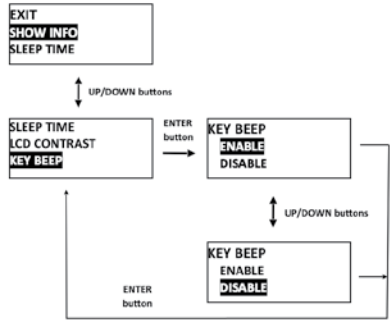 EXIT
SHOW INFO
SLEEP TIME
UP/DOWN buttons
SLEEP TIME
LCD CONTRAST
KEY BEEP
ENTER
button
KEY BEEP
ENABLE
DISABLE
UP/DOWN buttons
KEY BEEP
ENABLE
DISABLE
ENTER
button